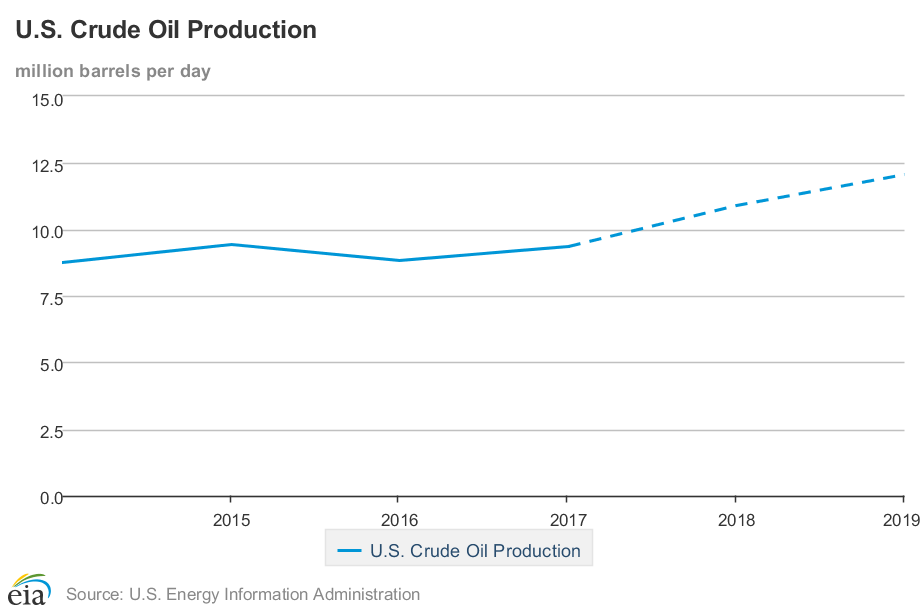 U.S. Crude Oil Production
million barrels per day
15.0
12.5
10.0
7.5
5.0
2.5
0.0
2015 2016 2017 2018 2019
U.S. Crude Oil Production
eia Source: U.S. Energy Information Administration